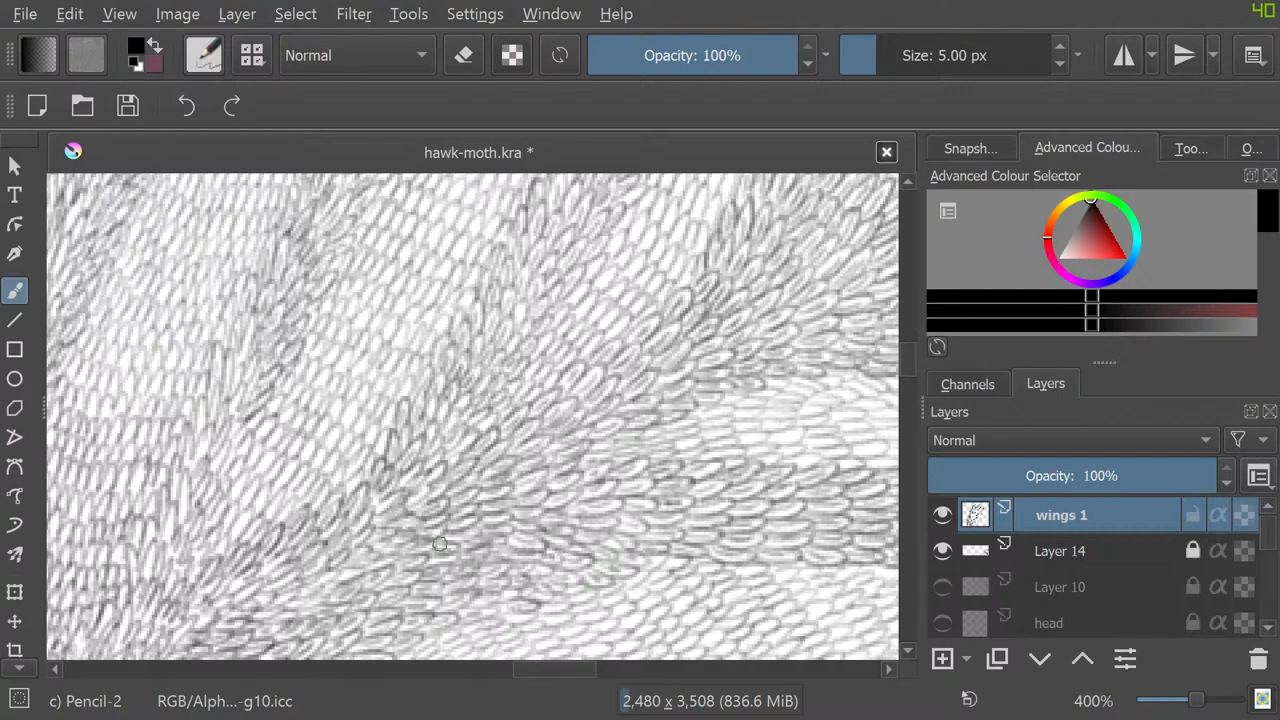 File Edit View Image Layer Select Filter Tools Settings Window Help
40
Normal
Opacity: 100%
Size: 5.00 px
hawk-moth.kra *
Snapsh... Advanced Colou... Too... O...
Advanced Colour Selector
Channels Layers
Layers
Normal
Opacity: 100%
wings 1
Layer 14
Layer 10
head
c) Pencil-2 RGB/Alph...-g10.icc 2,480 x 3,508 (836.6 MiB) 400%